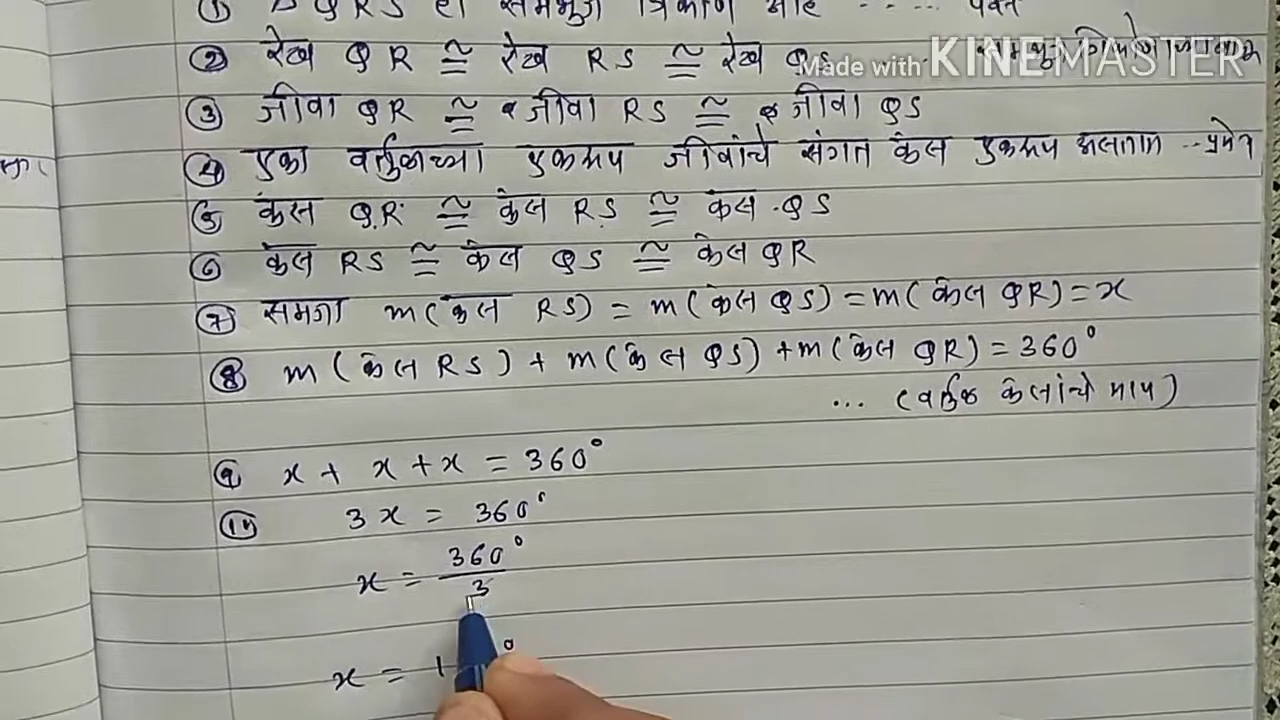 ① △ QRS हा समभुज त्रिकोण आहे ..... पक्ष
② रेख QR ≅ रेख RS ≅ रेख QS ..
Made with KINEMASTER
③ जीवा QR ≅ जीवा RS ≅ जीवा QS
④ एका वर्तुळाच्या एकरूप जीवांचे संगत कंस एकरूप असतात ..प्रमेय
⑤ कंस QR ≅ कंस RS ≅ कंस QS
⑥ कंस RS ≅ कंस QS ≅ कंस QR
⑦ समजा m(कंस RS) = m(कंस QS) = m(कंस QR) = x
⑧ m(कंस RS) + m(कंस QS) + m(कंस QR) = 360°
... (वर्तुळ कंसांचे माप)
⑨ x + x + x = 360°
⑩ 3x = 360°
x = 360° / 3